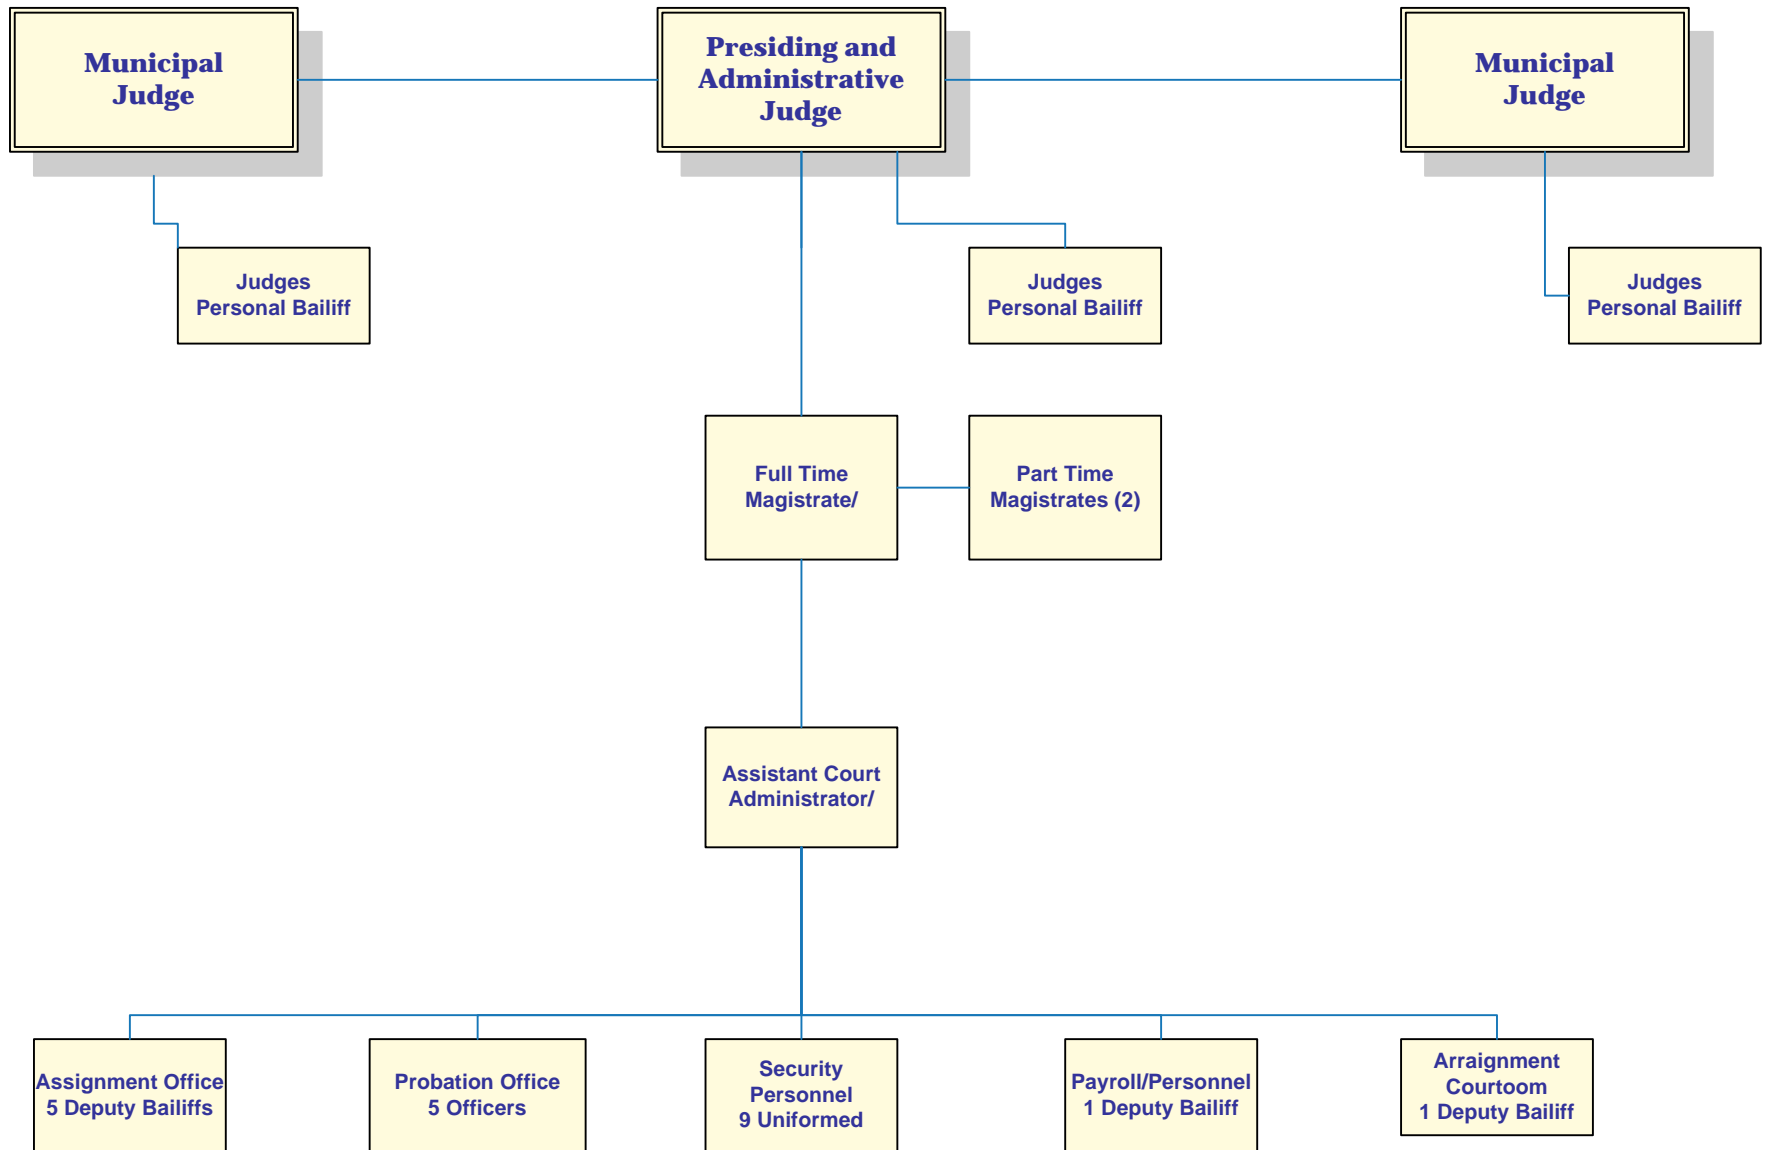 Municipal
Judge
Presiding and
Administrative
Judge
Municipal
Judge
Judges
Personal Bailiff
Judges
Personal Bailiff
Judges
Personal Bailiff
Full Time
Magistrate/
Part Time
Magistrates (2)
Assistant Court
Administrator/
Assignment Office
5 Deputy Bailiffs
Probation Office
5 Officers
Security
Personnel
9 Uniformed
Payroll/Personnel
1 Deputy Bailiff
Arraignment
Courtoom
1 Deputy Bailiff